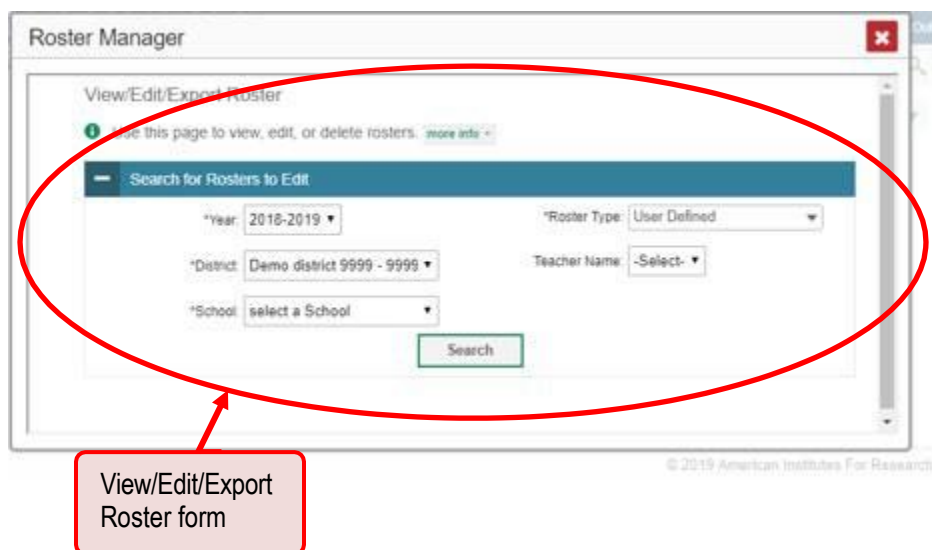 Roster Manager
View/Edit/Export Roster
Use this page to view, edit, or delete rosters. more info
Search for Rosters to Edit
*Year: 2018-2019
*Roster Type: User Defined
*District: Demo district 9999 - 9999
Teacher Name: -Select-
*School: select a School
Search
© 2019 American Institutes For Research
View/Edit/Export
Roster form